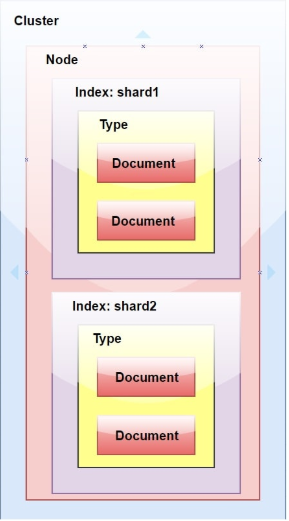 Cluster
Node
Index: shard1
Type
Document
Document
Index: shard2
Type
Document
Document